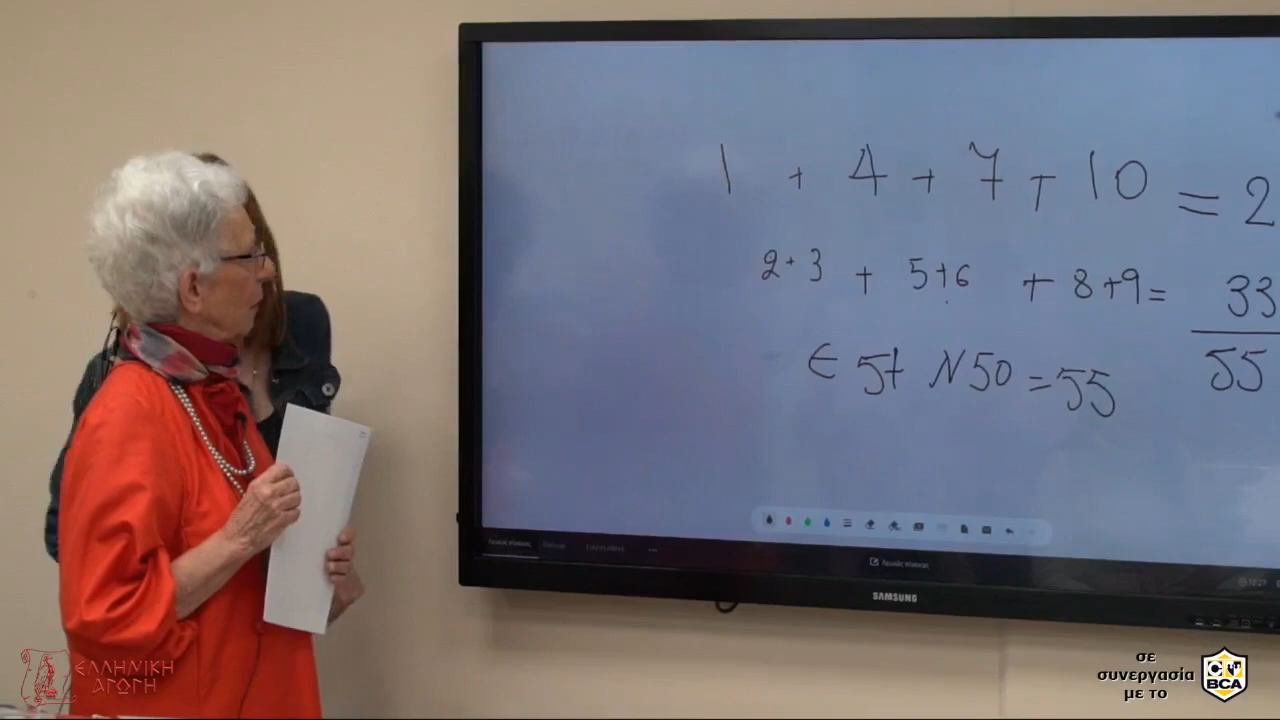 1 + 4 + 7 + 10 = 2
2+3 + 5+6 + 8+9= 33
55
Ε 5+ Ν50 =55
SAMSUNG
ΕΛΛΗΝΙΚΗ
ΑΓΩΓΗ
σε
συνεργασία
με το
BCA